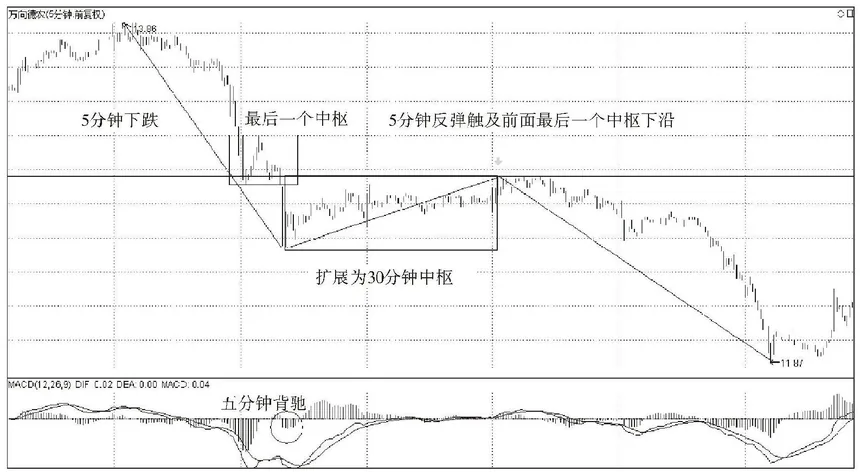 万向德农(5分钟.前复权)
13.86
5分钟下跌
最后一个中枢
5分钟反弹触及前面最后一个中枢下沿
扩展为30分钟中枢
11.87
MACD(12,26,9) DIF: 0.02 DEA: 0.00 MACD: 0.04
五分钟背驰